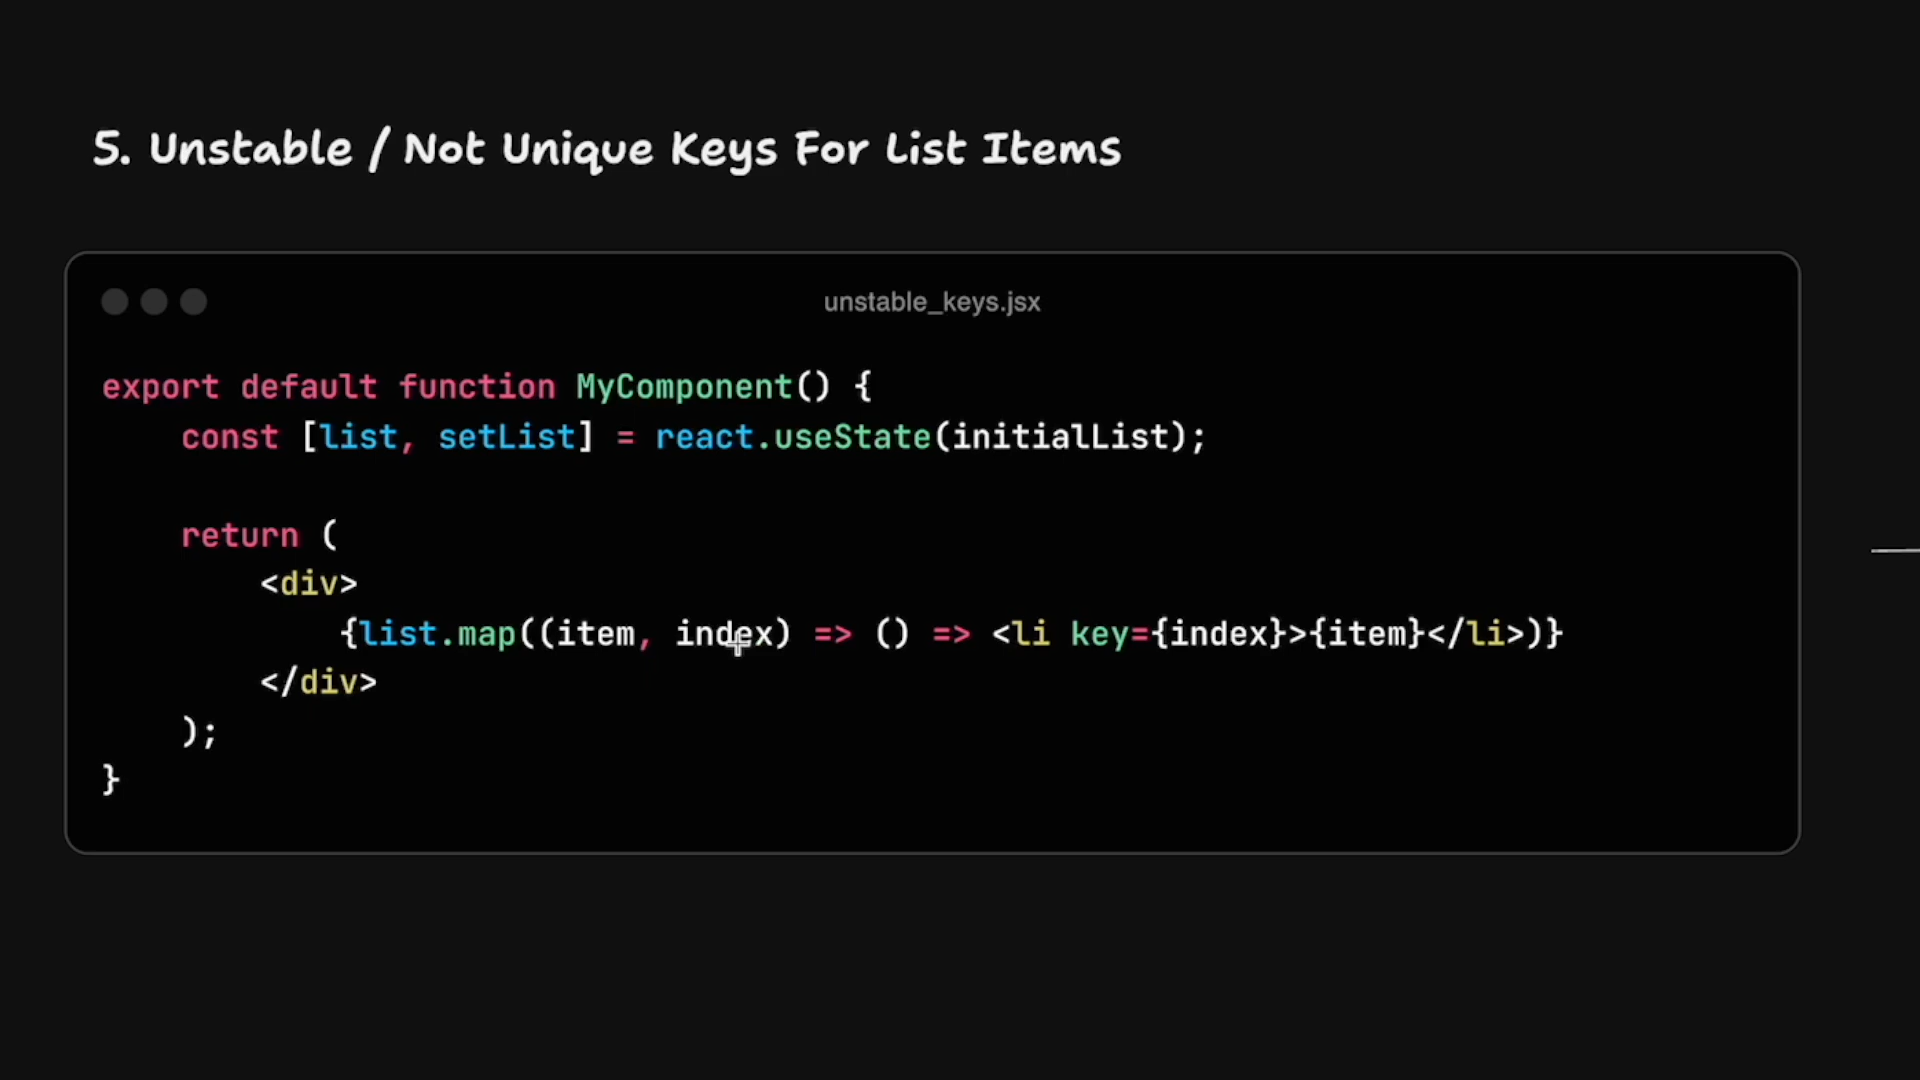 5. Unstable / Not Unique Keys For List Items
unstable_keys.jsx
export default function MyComponent() {
    const [list, setList] = react.useState(initialList);
    return (
        <div>
            {list.map((item, index) => () => <li key={index}>{item}</li>)}
        </div>
    );
}